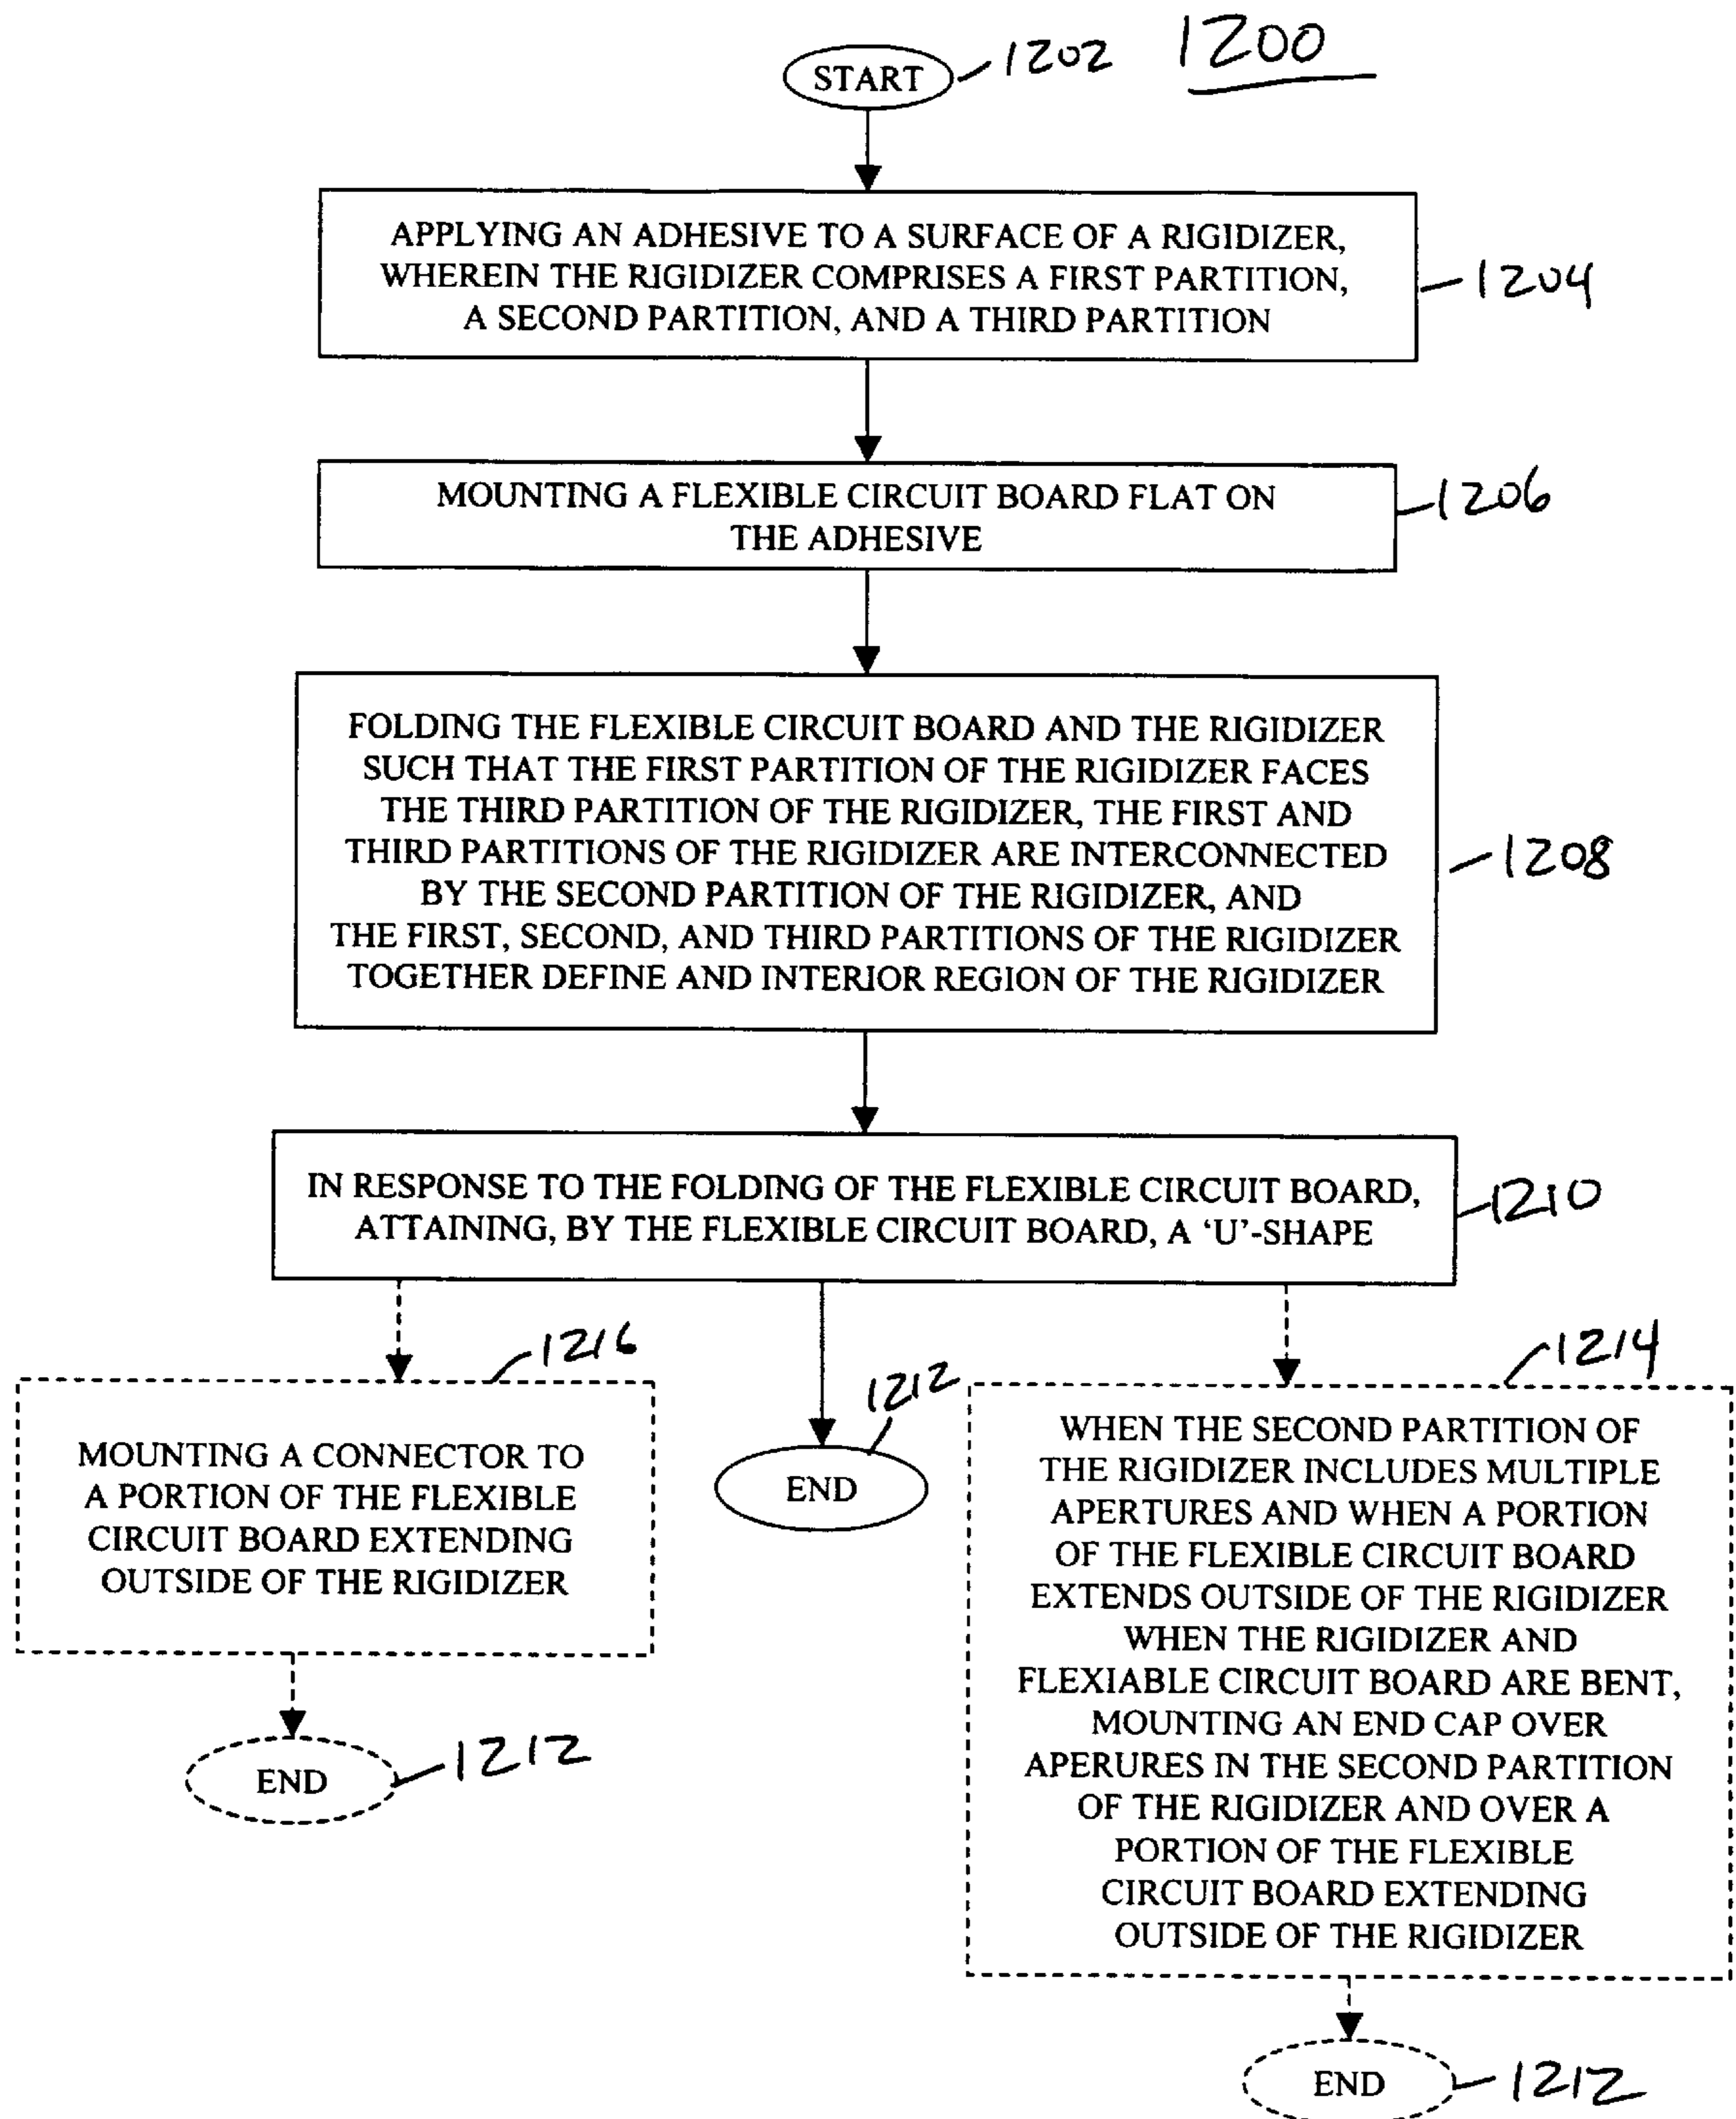 1200
START
1202
APPLYING AN ADHESIVE TO A SURFACE OF A RIGIDIZER,
WHEREIN THE RIGIDIZER COMPRISES A FIRST PARTITION,
A SECOND PARTITION, AND A THIRD PARTITION
1204
MOUNTING A FLEXIBLE CIRCUIT BOARD FLAT ON
THE ADHESIVE
1206
FOLDING THE FLEXIBLE CIRCUIT BOARD AND THE RIGIDIZER
SUCH THAT THE FIRST PARTITION OF THE RIGIDIZER FACES
THE THIRD PARTITION OF THE RIGIDIZER, THE FIRST AND
THIRD PARTITIONS OF THE RIGIDIZER ARE INTERCONNECTED
BY THE SECOND PARTITION OF THE RIGIDIZER, AND
THE FIRST, SECOND, AND THIRD PARTITIONS OF THE RIGIDIZER
TOGETHER DEFINE AND INTERIOR REGION OF THE RIGIDIZER
1208
IN RESPONSE TO THE FOLDING OF THE FLEXIBLE CIRCUIT BOARD,
ATTAINING, BY THE FLEXIBLE CIRCUIT BOARD, A ‘U’-SHAPE
1210
1216
MOUNTING A CONNECTOR TO
A PORTION OF THE FLEXIBLE
CIRCUIT BOARD EXTENDING
OUTSIDE OF THE RIGIDIZER
END
1212
1212
END
1214
WHEN THE SECOND PARTITION OF
THE RIGIDIZER INCLUDES MULTIPLE
APERTURES AND WHEN A PORTION
OF THE FLEXIBLE CIRCUIT BOARD
EXTENDS OUTSIDE OF THE RIGIDIZER
WHEN THE RIGIDIZER AND
FLEXIABLE CIRCUIT BOARD ARE BENT,
MOUNTING AN END CAP OVER
APERURES IN THE SECOND PARTITION
OF THE RIGIDIZER AND OVER A
PORTION OF THE FLEXIBLE
CIRCUIT BOARD EXTENDING
OUTSIDE OF THE RIGIDIZER
END
1212